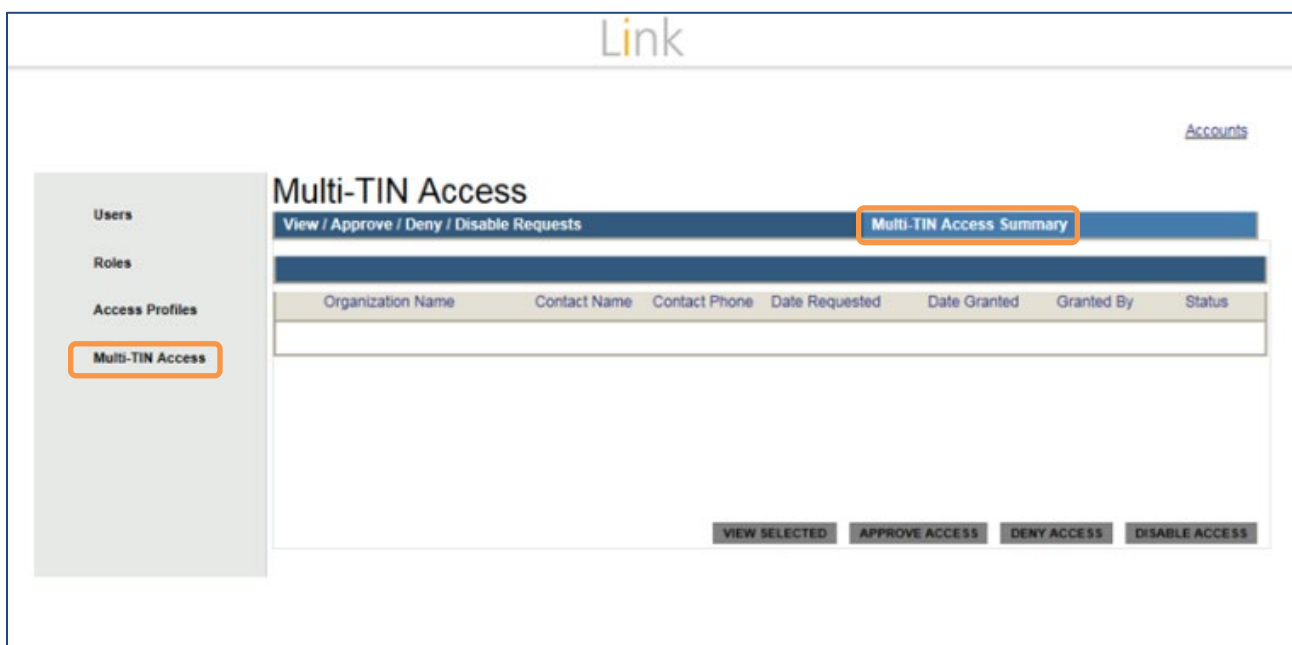 Link
Accounts
Users
Roles
Access Profiles
Multi-TIN Access
Multi-TIN Access
View / Approve / Deny / Disable Requests
Multi-TIN Access Summary
Organization Name Contact Name Contact Phone Date Requested Date Granted Granted By Status
VIEW SELECTED APPROVE ACCESS DENY ACCESS DISABLE ACCESS